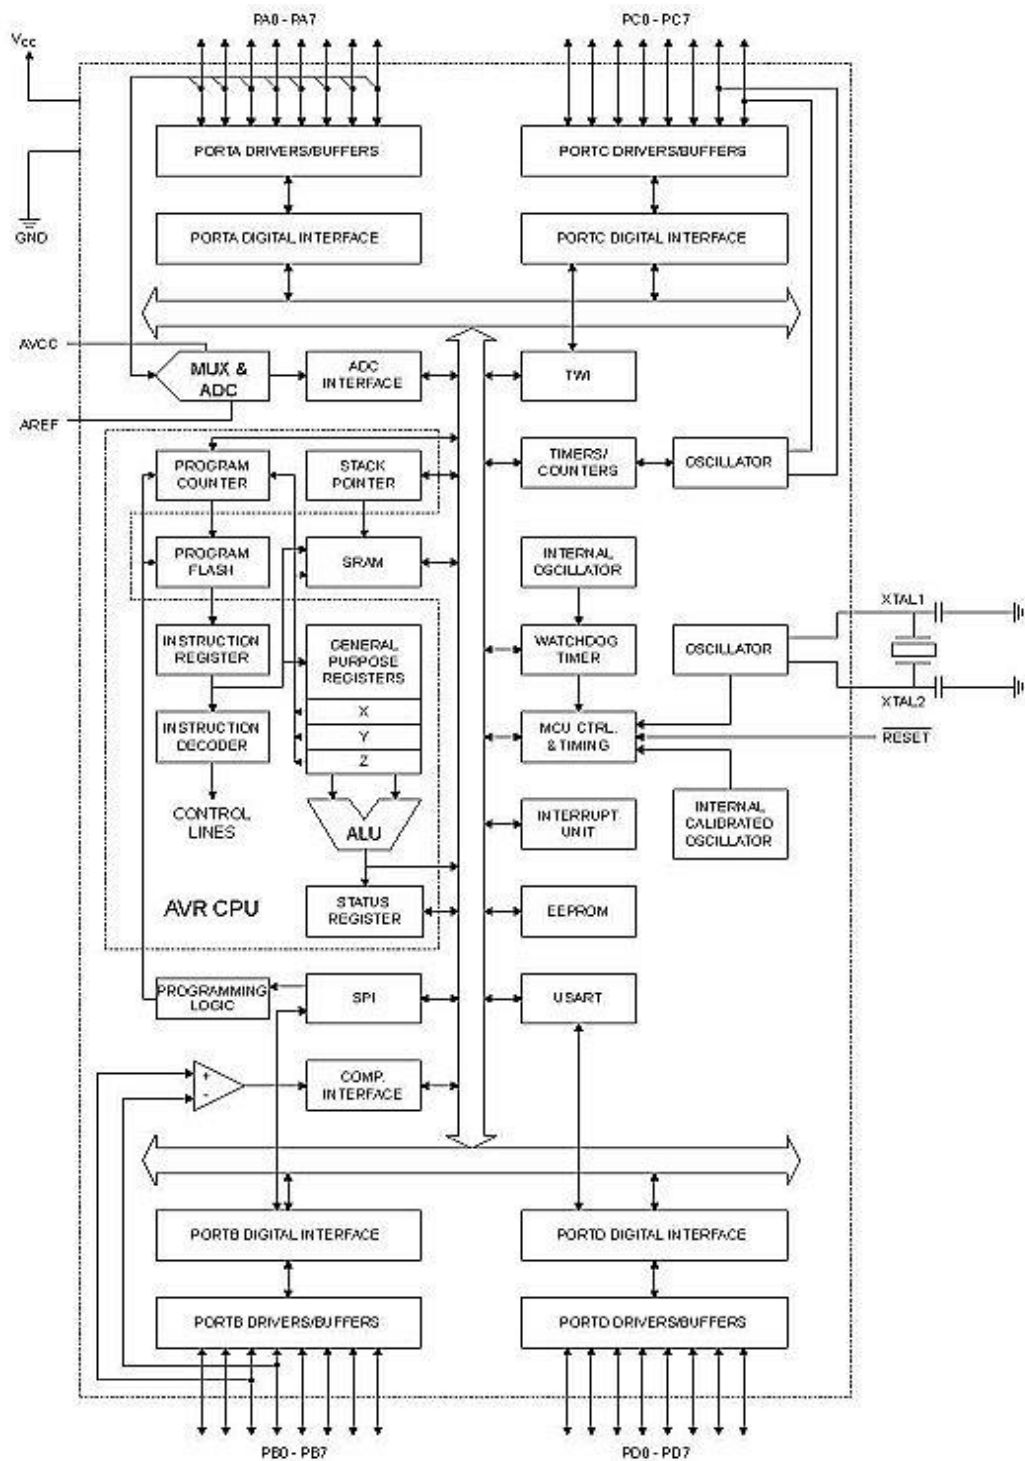 PA0 - PA7
PC0 - PC7
VCC
PORTA DRIVERS/BUFFERS
PORTC DRIVERS/BUFFERS
GND
PORTA DIGITAL INTERFACE
PORTC DIGITAL INTERFACE
AVCC
MUX &
ADC
ADC
INTERFACE
TWI
AREF
PROGRAM
COUNTER
STACK
POINTER
TIMERS/
COUNTERS
OSCILLATOR
PROGRAM
FLASH
SRAM
INTERNAL
OSCILLATOR
XTAL1
INSTRUCTION
REGISTER
GENERAL
PURPOSE
REGISTERS
WATCHDOG
TIMER
OSCILLATOR
XTAL2
X
INSTRUCTION
DECODER
Y
MCU CTRL.
& TIMING
RESET
Z
CONTROL
LINES
ALU
INTERRUPT
UNIT
INTERNAL
CALIBRATED
OSCILLATOR
AVR CPU
STATUS
REGISTER
EEPROM
PROGRAMMING
LOGIC
SPI
USART
+
-
COMP.
INTERFACE
PORTB DIGITAL INTERFACE
PORTD DIGITAL INTERFACE
PORTB DRIVERS/BUFFERS
PORTD DRIVERS/BUFFERS
PB0 - PB7
PD0 - PD7